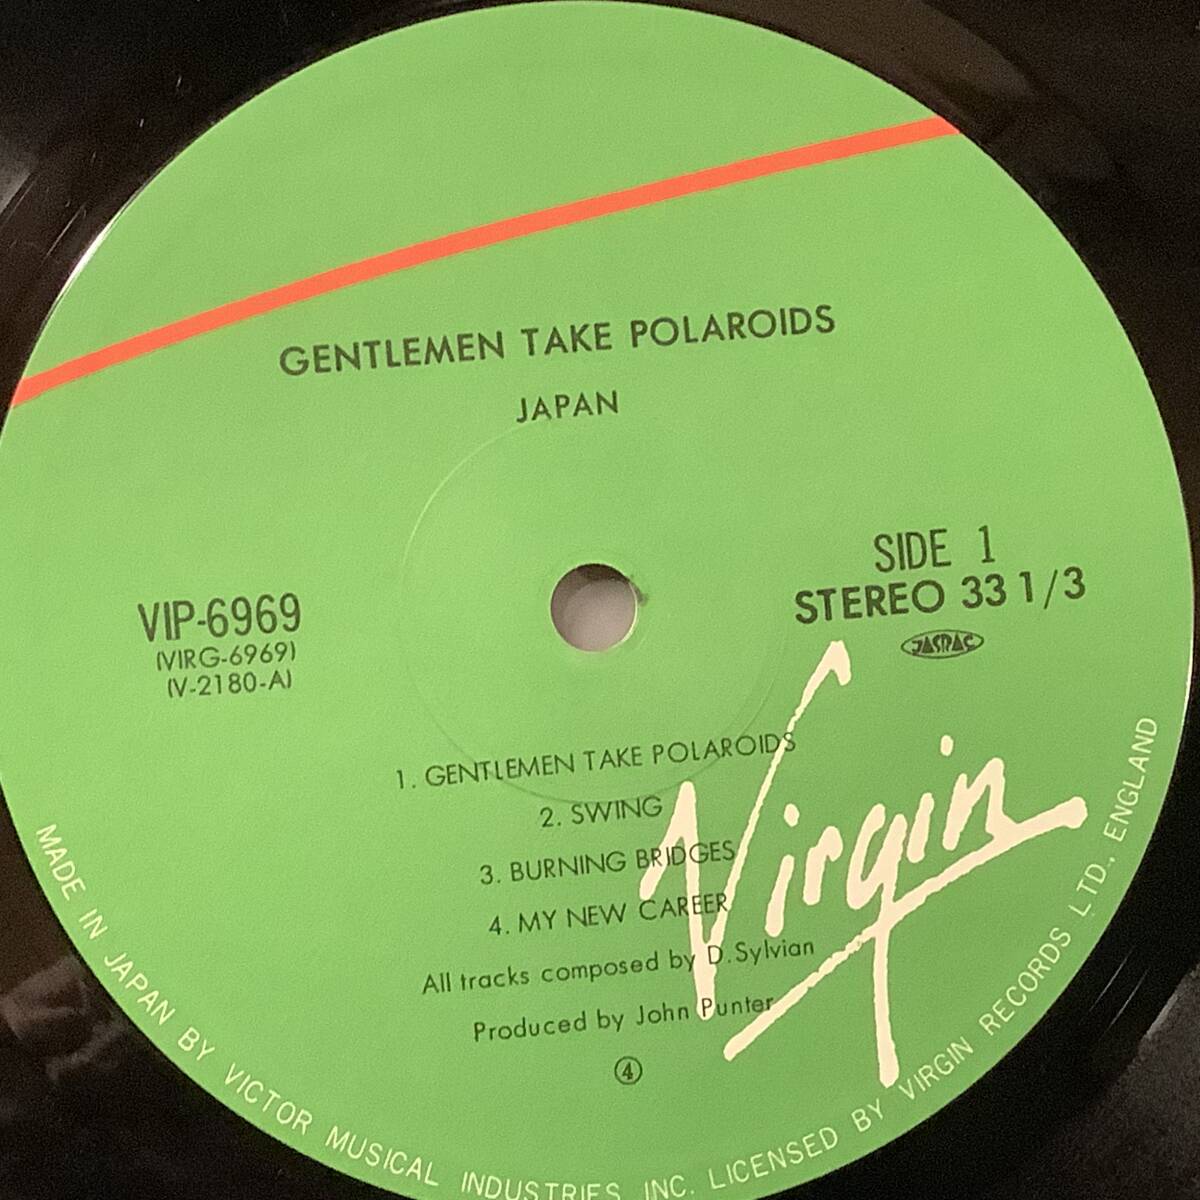 GENTLEMEN TAKE POLAROIDS
JAPAN
SIDE 1
STEREO 33 1/3
JASRAC
VIP-6969
(VIRG-6969)
(V-2180-A)
1. GENTLEMEN TAKE POLAROIDS
2. SWING
3. BURNING BRIDGES
4. MY NEW CAREER
All tracks composed by D. Sylvian
Produced by John Punter
④
Virgin
MADE IN JAPAN BY VICTOR MUSICAL INDUSTRIES, INC. LICENSED BY VIRGIN RECORDS LTD., ENGLAND